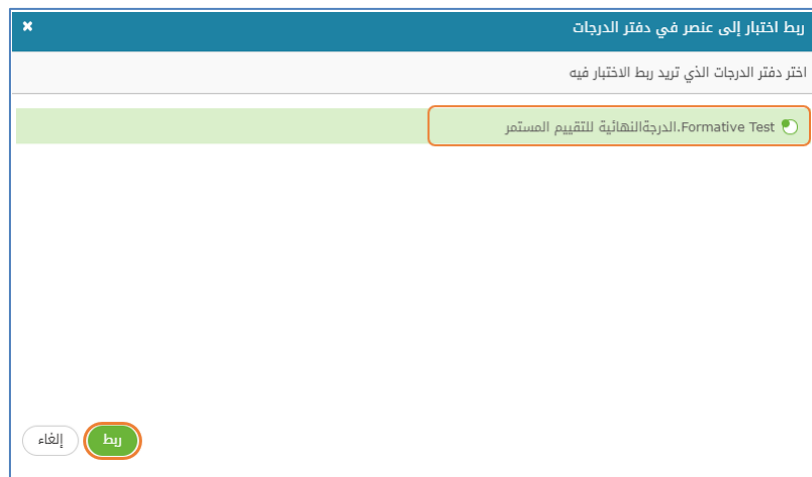 ربط اختبار إلى عنصر في دفتر الدرجات
اختر دفتر الدرجات الذي تريد ربط الاختبار فيه
Formative Test.الدرجةالنهائية للتقييم المستمر
ربط
إلغاء